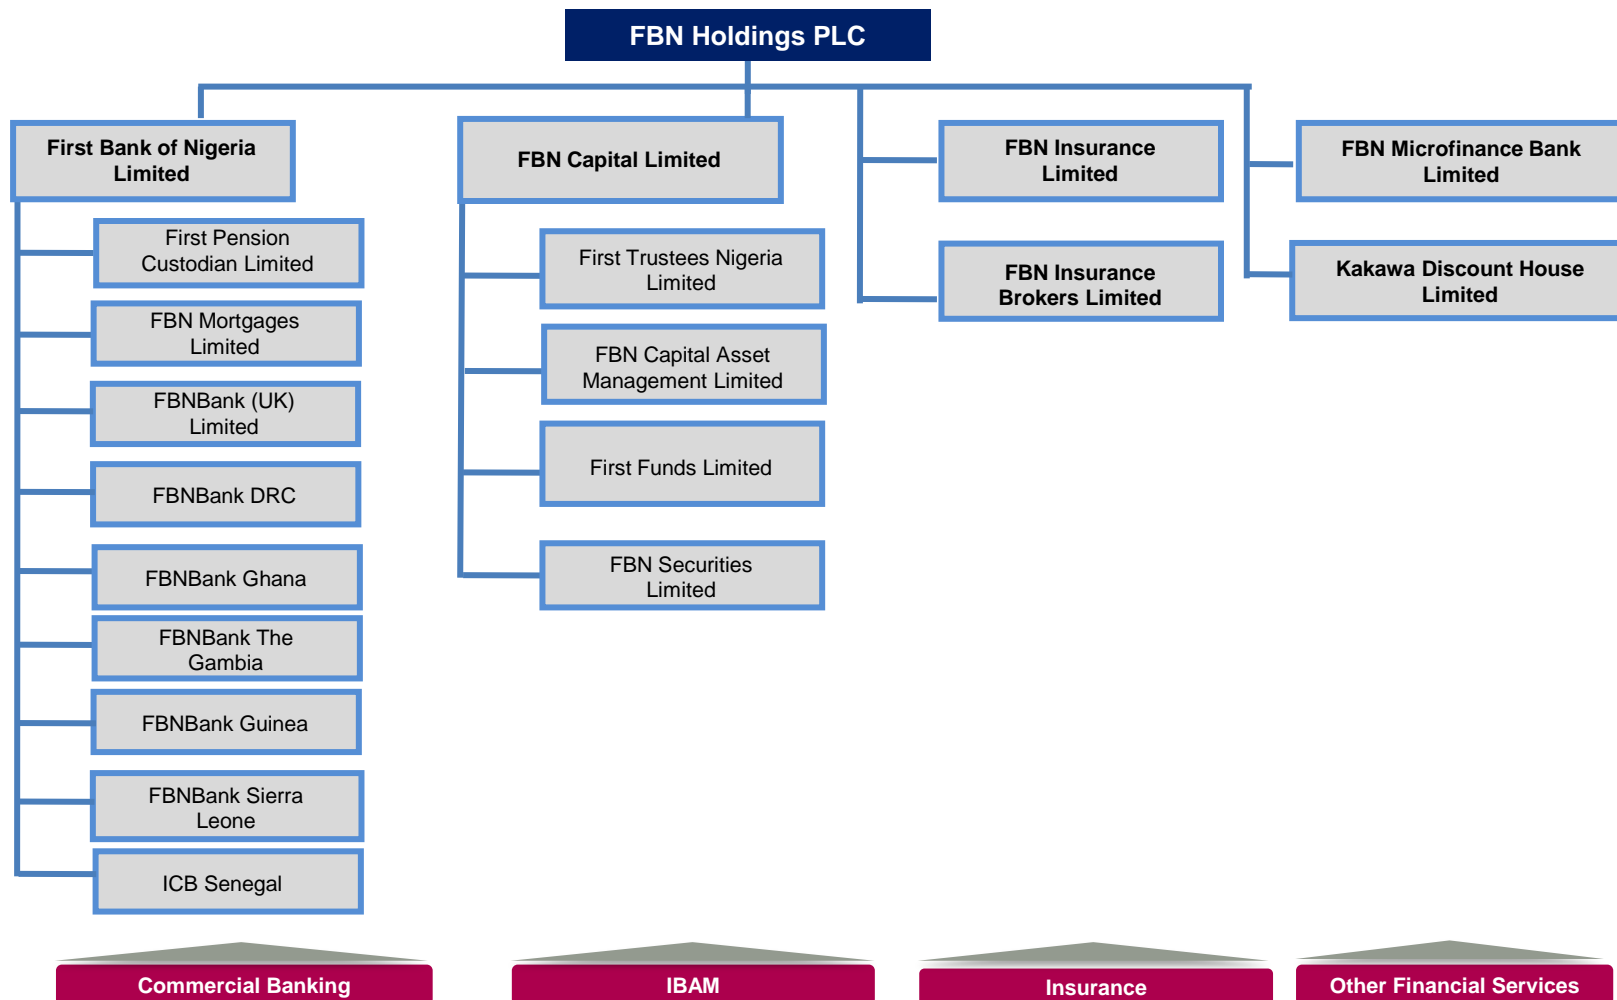 FBN Holdings PLC
First Bank of Nigeria
Limited
First Pension
Custodian Limited
FBN Mortgages
Limited
FBNBank (UK)
Limited
FBNBank DRC
FBNBank Ghana
FBNBank The
Gambia
FBNBank Guinea
FBNBank Sierra
Leone
ICB Senegal
Commercial Banking
FBN Capital Limited
First Trustees Nigeria
Limited
FBN Capital Asset
Management Limited
First Funds Limited
FBN Securities
Limited
IBAM
FBN Insurance
Limited
FBN Insurance
Brokers Limited
Insurance
FBN Microfinance Bank
Limited
Kakawa Discount House
Limited
Other Financial Services